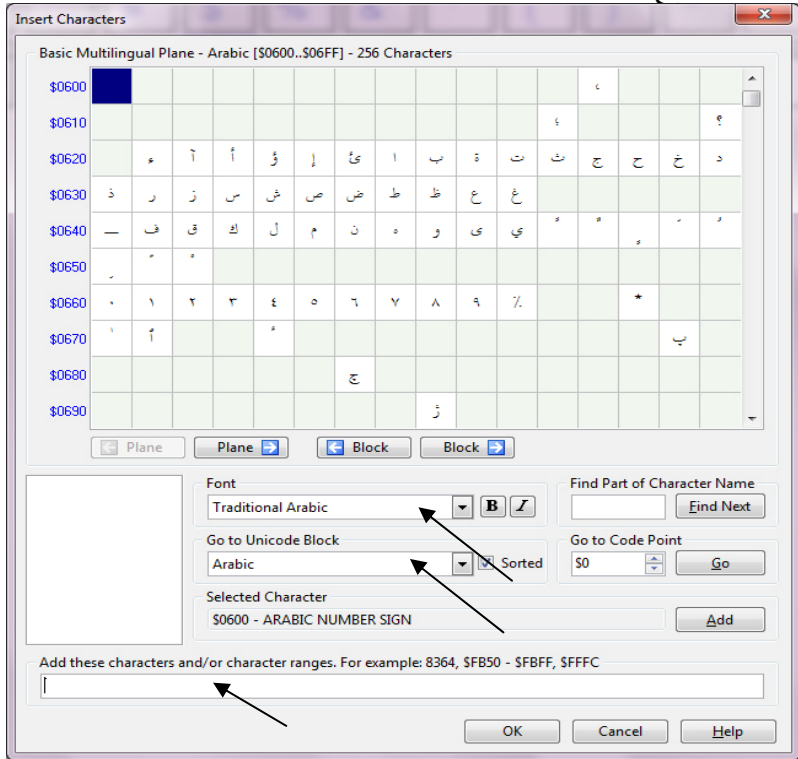 Insert Characters
Basic Multilingual Plane - Arabic [$0600..$06FF] - 256 Characters
$0600 ،
$0610 ؛ ؟
$0620 ء آ أ ؤ إ ئ ا ب ة ت ث ج ح خ د
$0630 ذ ر ز س ش ص ض ط ظ ع غ
$0640 ـ ف ق ك ل م ن ه و ى ي ً ٌ ٍ َ ُ
$0650 ِ ّ ْ
$0660 ٠ ١ ٢ ٣ ٤ ٥ ٦ ٧ ٨ ٩ ٪ ٭
$0670 ٰ ٱ ٴ پ
$0680 چ
$0690 ژ
Plane Plane Block Block
Font
Traditional Arabic B I
Find Part of Character Name
Find Next
Go to Unicode Block
Arabic Sorted
Go to Code Point
$0 Go
Selected Character
$0600 - ARABIC NUMBER SIGN Add
Add these characters and/or character ranges. For example: 8364, $FB50 - $FBFF, $FFFC
OK Cancel Help